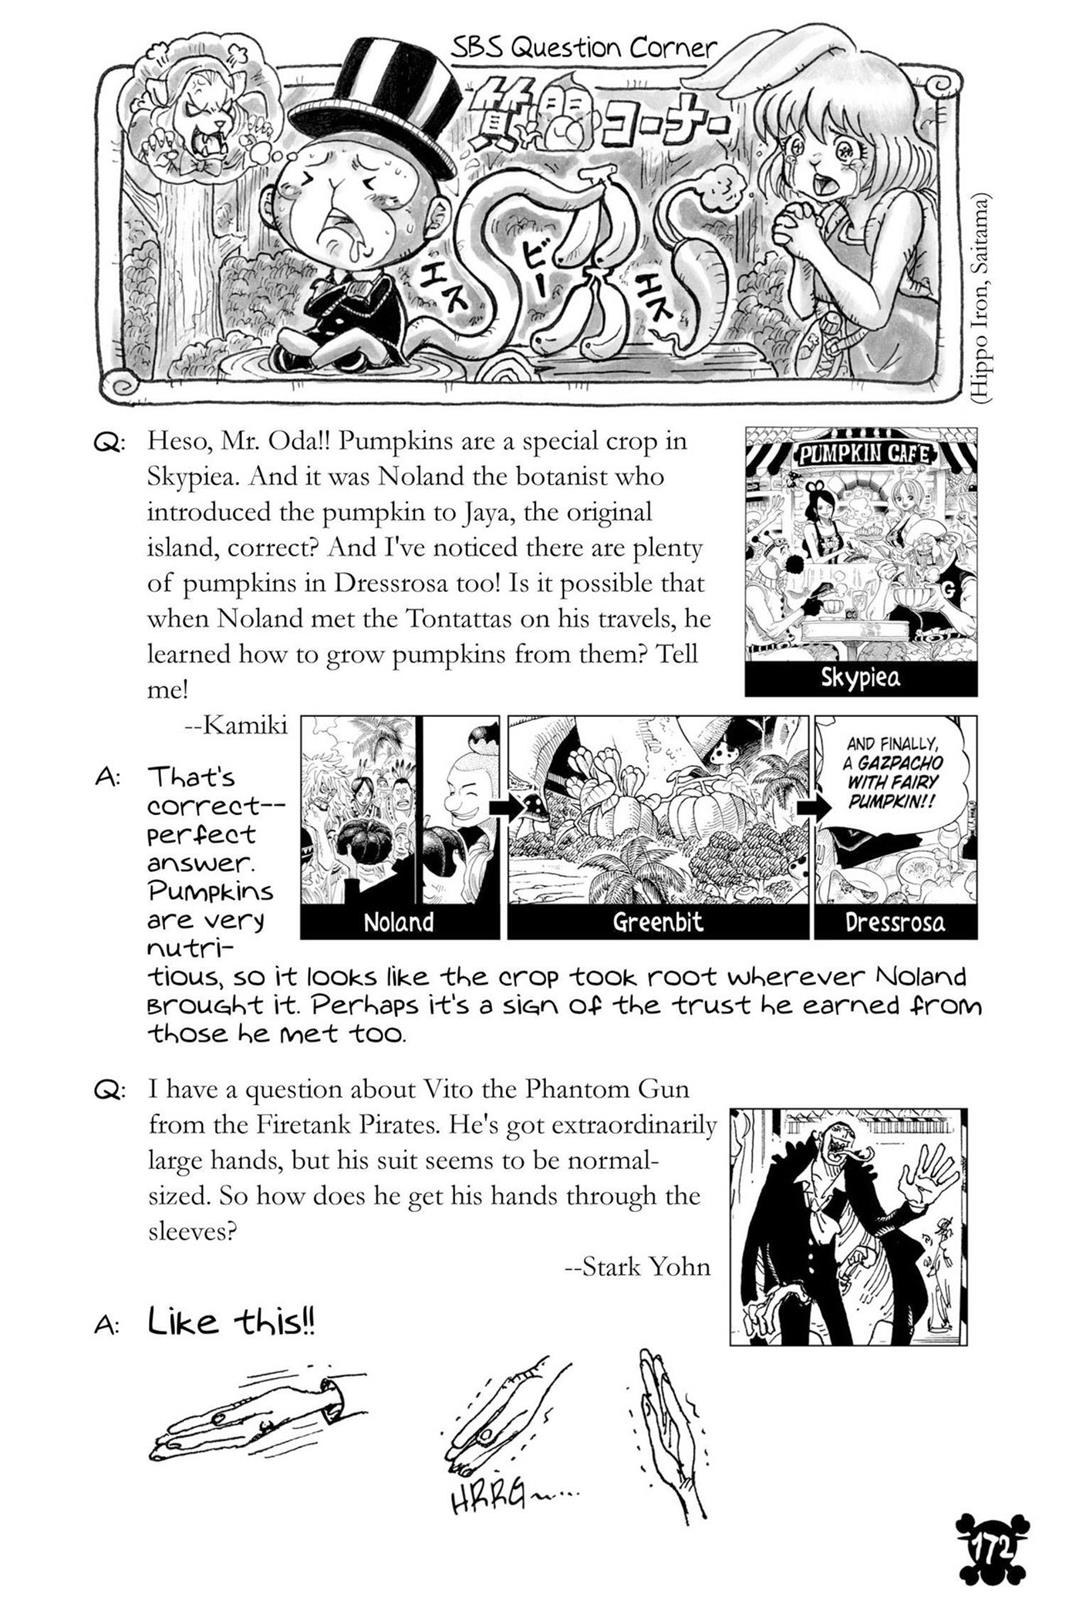 SBS Question Corner
質問コーナー
エス
ビー
エス
(Hippo Iron, Saitama)
Q: Heso, Mr. Oda!! Pumpkins are a special crop in
Skypiea. And it was Noland the botanist who
introduced the pumpkin to Jaya, the original
island, correct? And I've noticed there are plenty
of pumpkins in Dressrosa too! Is it possible that
when Noland met the Tontattas on his travels, he
learned how to grow pumpkins from them? Tell
me!
--Kamiki
PUMPKIN CAFE
G
Skypiea
A: That's
correct--
perfect
answer.
Pumpkins
are very
nutri-
tious, so it looks like the crop took root wherever Noland
brought it. Perhaps it's a sign of the trust he earned from
those he met too.
Noland
Greenbit
AND FINALLY,
A GAZPACHO
WITH FAIRY
PUMPKIN!!
Dressrosa
Q: I have a question about Vito the Phantom Gun
from the Firetank Pirates. He's got extraordinarily
large hands, but his suit seems to be normal-
sized. So how does he get his hands through the
sleeves?
--Stark Yohn
A: Like this!!
HRRG~....
172